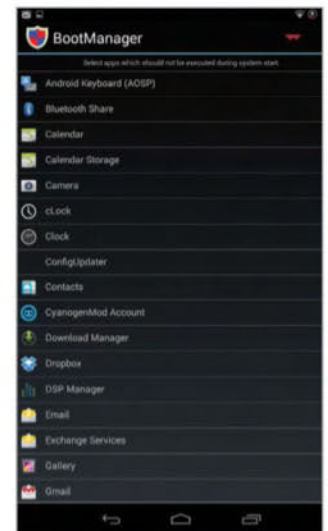 BootManager
Select apps which should not be executed during system start
Android Keyboard (AOSP)
Bluetooth Share
Calendar
Calendar Storage
Camera
cLock
Clock
ConfigUpdater
Contacts
CyanogenMod Account
Download Manager
Dropbox
DSP Manager
Email
Exchange Services
Gallery
Gmail